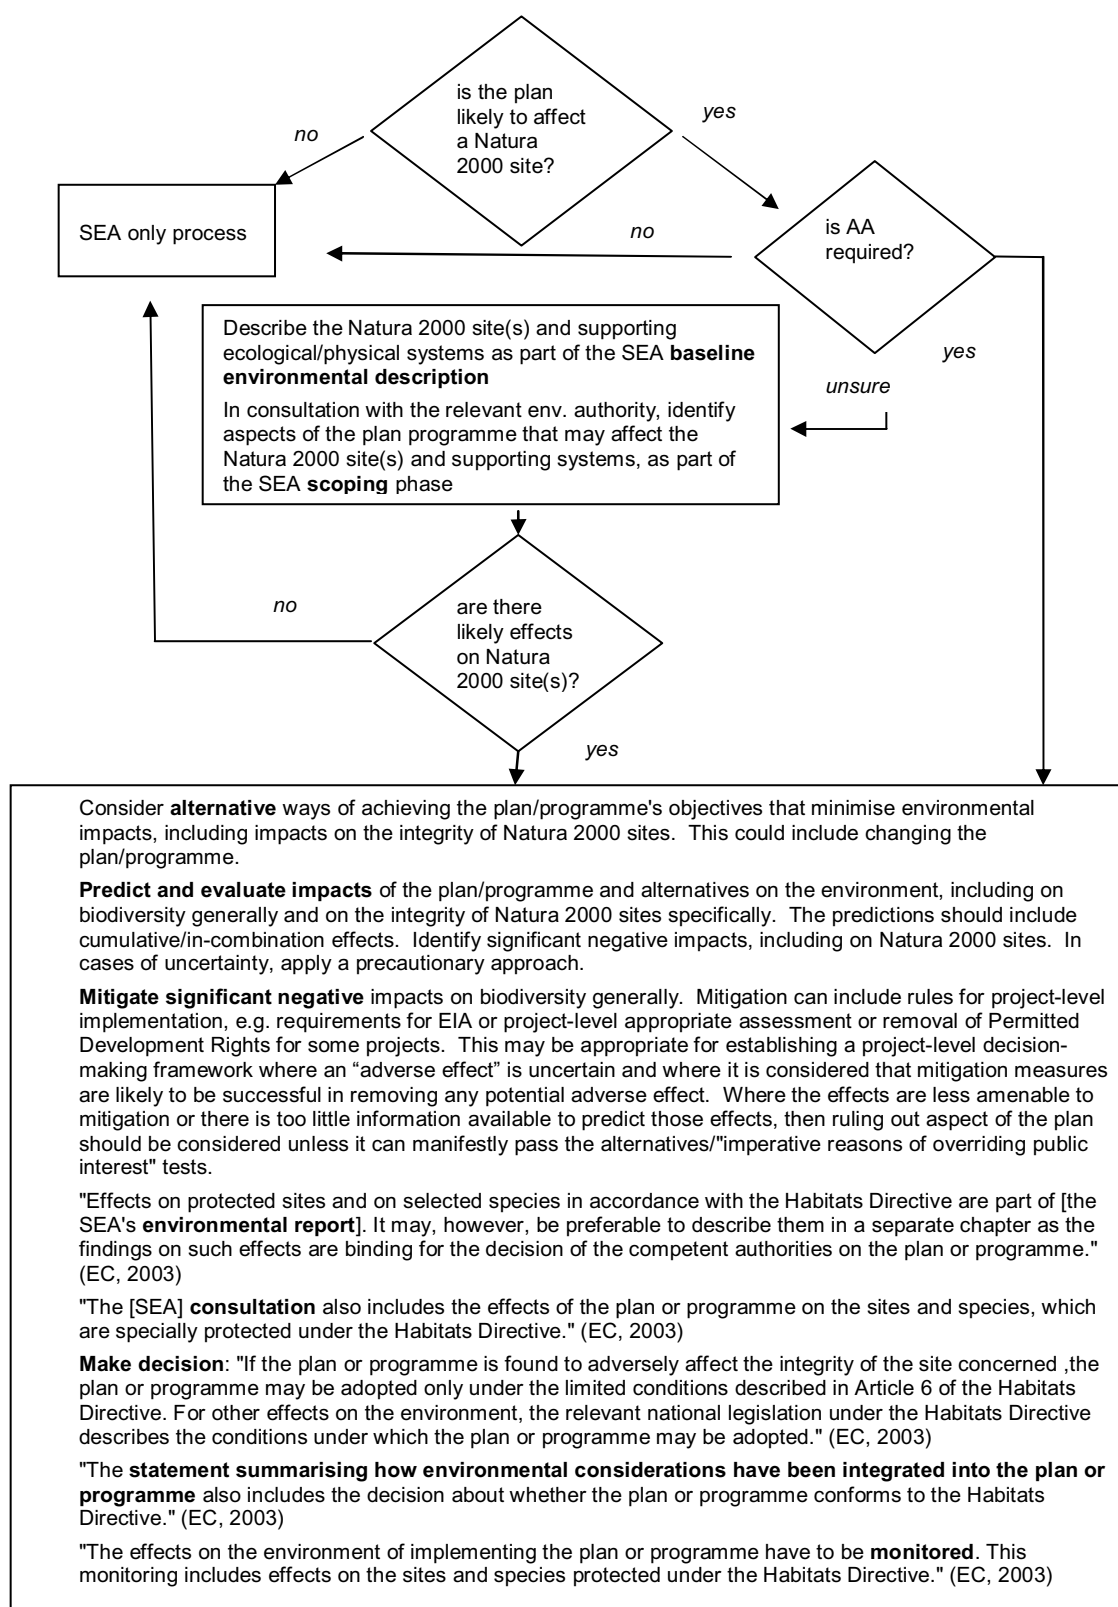 is the plan
likely to affect
a Natura
2000 site?
no
yes
SEA only process
no
is AA
required?
yes
unsure
Describe the Natura 2000 site(s) and supporting
ecological/physical systems as part of the SEA baseline
environmental description
In consultation with the relevant env. authority, identify
aspects of the plan programme that may affect the
Natura 2000 site(s) and supporting systems, as part of
the SEA scoping phase
no
are there
likely effects
on Natura
2000 site(s)?
yes
Consider alternative ways of achieving the plan/programme's objectives that minimise environmental
impacts, including impacts on the integrity of Natura 2000 sites.  This could include changing the
plan/programme.
Predict and evaluate impacts of the plan/programme and alternatives on the environment, including on
biodiversity generally and on the integrity of Natura 2000 sites specifically.  The predictions should include
cumulative/in-combination effects.  Identify significant negative impacts, including on Natura 2000 sites.  In
cases of uncertainty, apply a precautionary approach.
Mitigate significant negative impacts on biodiversity generally.  Mitigation can include rules for project-level
implementation, e.g. requirements for EIA or project-level appropriate assessment or removal of Permitted
Development Rights for some projects.  This may be appropriate for establishing a project-level decision-
making framework where an “adverse effect” is uncertain and where it is considered that mitigation measures
are likely to be successful in removing any potential adverse effect.  Where the effects are less amenable to
mitigation or there is too little information available to predict those effects, then ruling out aspect of the plan
should be considered unless it can manifestly pass the alternatives/"imperative reasons of overriding public
interest" tests.
"Effects on protected sites and on selected species in accordance with the Habitats Directive are part of [the
SEA's environmental report]. It may, however, be preferable to describe them in a separate chapter as the
findings on such effects are binding for the decision of the competent authorities on the plan or programme."
(EC, 2003)
"The [SEA] consultation also includes the effects of the plan or programme on the sites and species, which
are specially protected under the Habitats Directive." (EC, 2003)
Make decision: "If the plan or programme is found to adversely affect the integrity of the site concerned ,the
plan or programme may be adopted only under the limited conditions described in Article 6 of the Habitats
Directive. For other effects on the environment, the relevant national legislation under the Habitats Directive
describes the conditions under which the plan or programme may be adopted." (EC, 2003)
"The statement summarising how environmental considerations have been integrated into the plan or
programme also includes the decision about whether the plan or programme conforms to the Habitats
Directive." (EC, 2003)
"The effects on the environment of implementing the plan or programme have to be monitored. This
monitoring includes effects on the sites and species protected under the Habitats Directive." (EC, 2003)